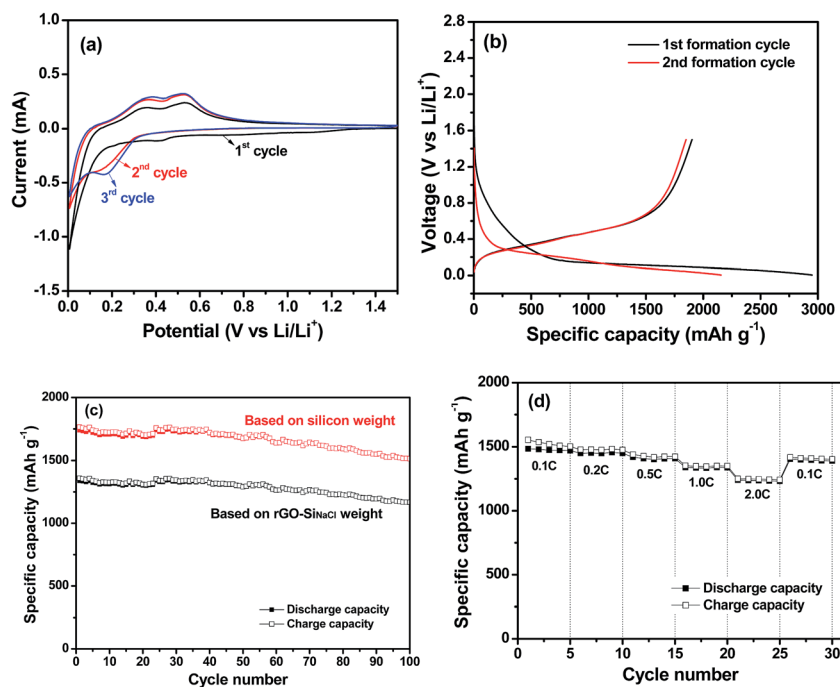 (a)
Current (mA)
1.0
0.5
0.0
-0.5
-1.0
-1.5
1st cycle
2nd cycle
3rd cycle
0.0 0.2 0.4 0.6 0.8 1.0 1.2 1.4
Potential (V vs Li/Li+)
(b)
1st formation cycle
2nd formation cycle
Voltage (V vs Li/Li+)
2.8
2.4
2.0
1.6
1.2
0.8
0.4
0.0
0 500 1000 1500 2000 2500 3000
Specific capacity (mAh g-1)
(c)
Specific capacity (mAh g-1)
2000
1750
1500
1250
1000
750
500
250
0
Based on silicon weight
Based on rGO-SiNaCl weight
Discharge capacity
Charge capacity
0 10 20 30 40 50 60 70 80 90 100
Cycle number
(d)
Specific capacity (mAh g-1)
2000
1500
1000
500
0
0.1C 0.2C 0.5C 1.0C 2.0C 0.1C
Discharge capacity
Charge capacity
0 5 10 15 20 25 30
Cycle number